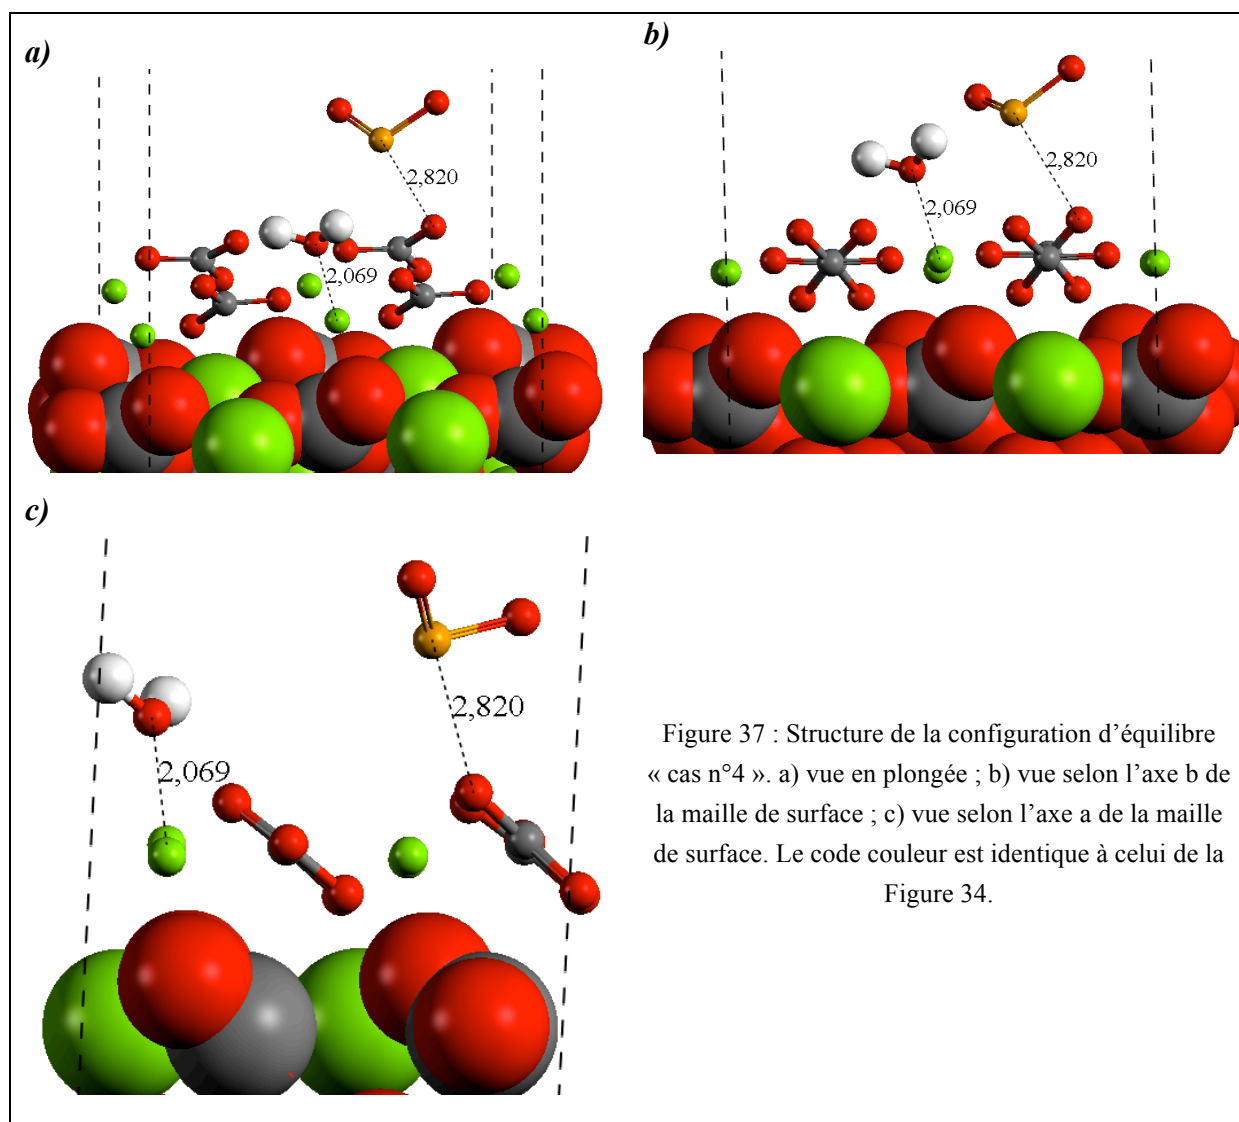 a)
b)
2,820
2,069
2,820
2,069
c)
2,820
2,069
Figure 37 : Structure de la configuration d’équilibre
« cas n°4 ». a) vue en plongée ; b) vue selon l’axe b de
la maille de surface ; c) vue selon l’axe a de la maille
de surface. Le code couleur est identique à celui de la
Figure 34.